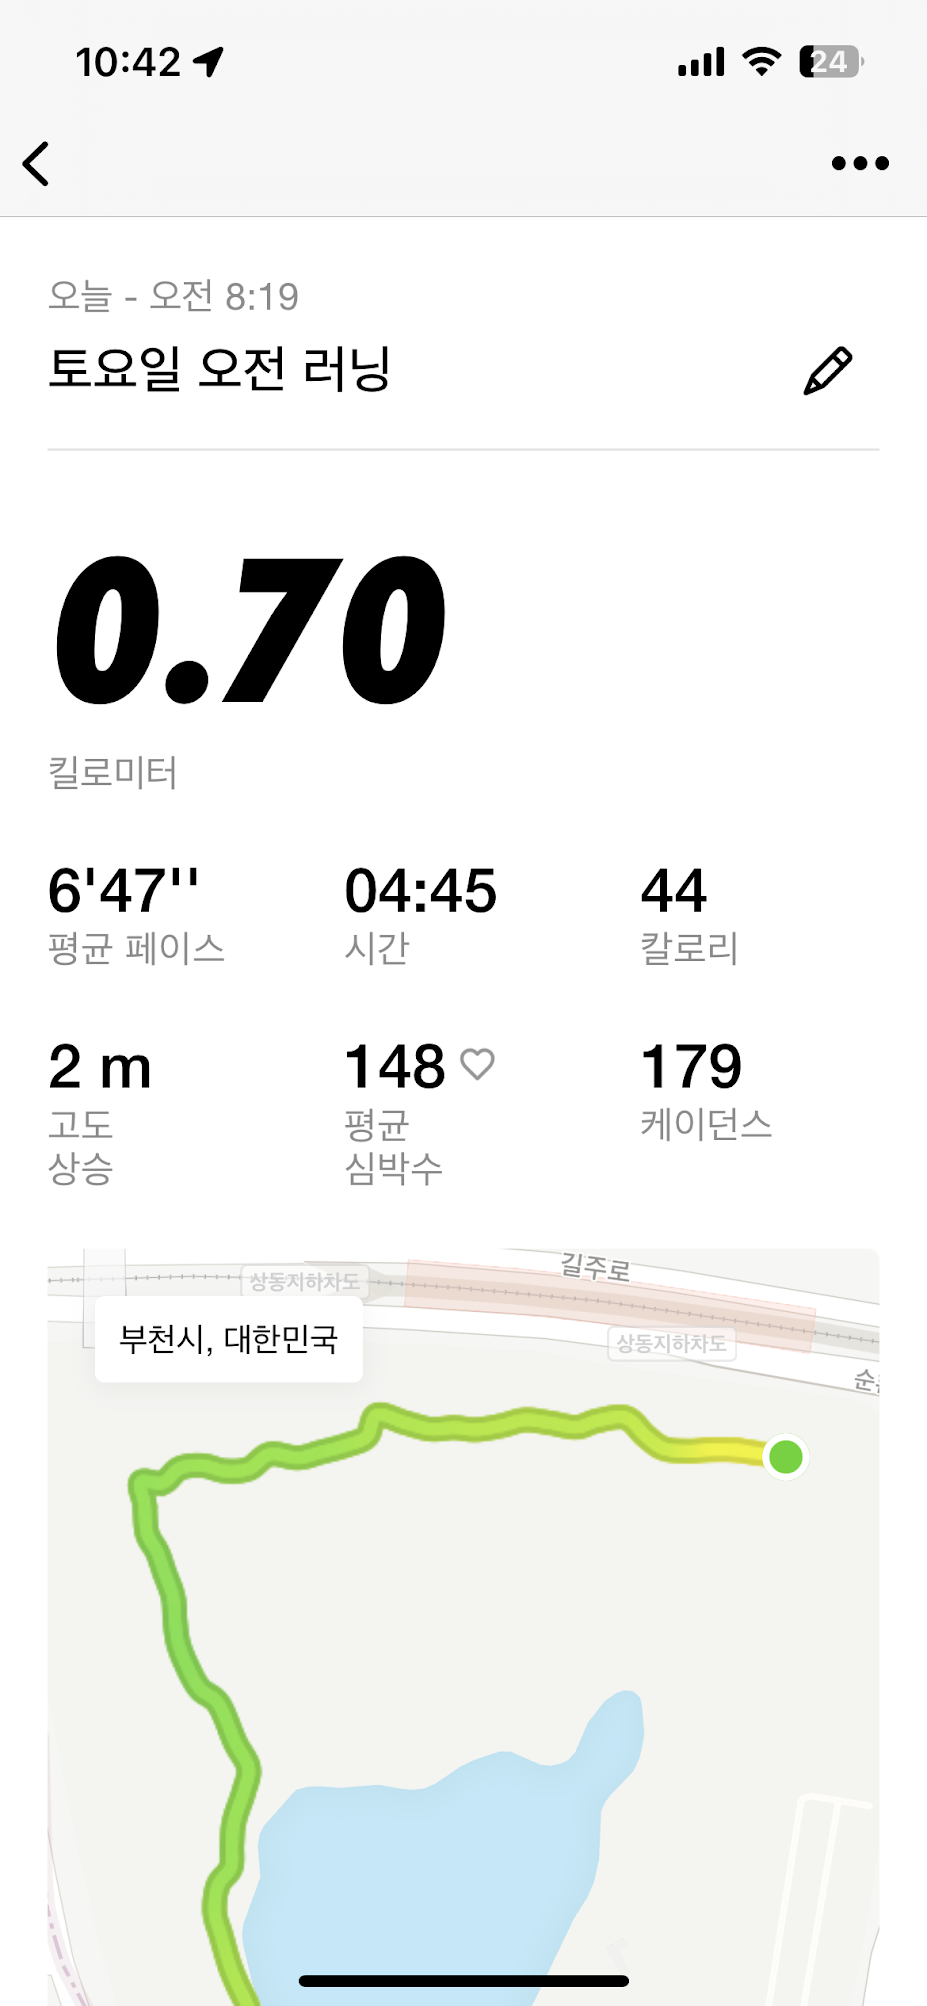 10:42
24
오늘 - 오전 8:19
토요일 오전 러닝
0.70
킬로미터
6'47''
04:45
44
평균 페이스
시간
칼로리
2 m
148
179
고도
상승
평균
심박수
케이던스
길주로
상동지하차도
부천시, 대한민국
상동지하차도